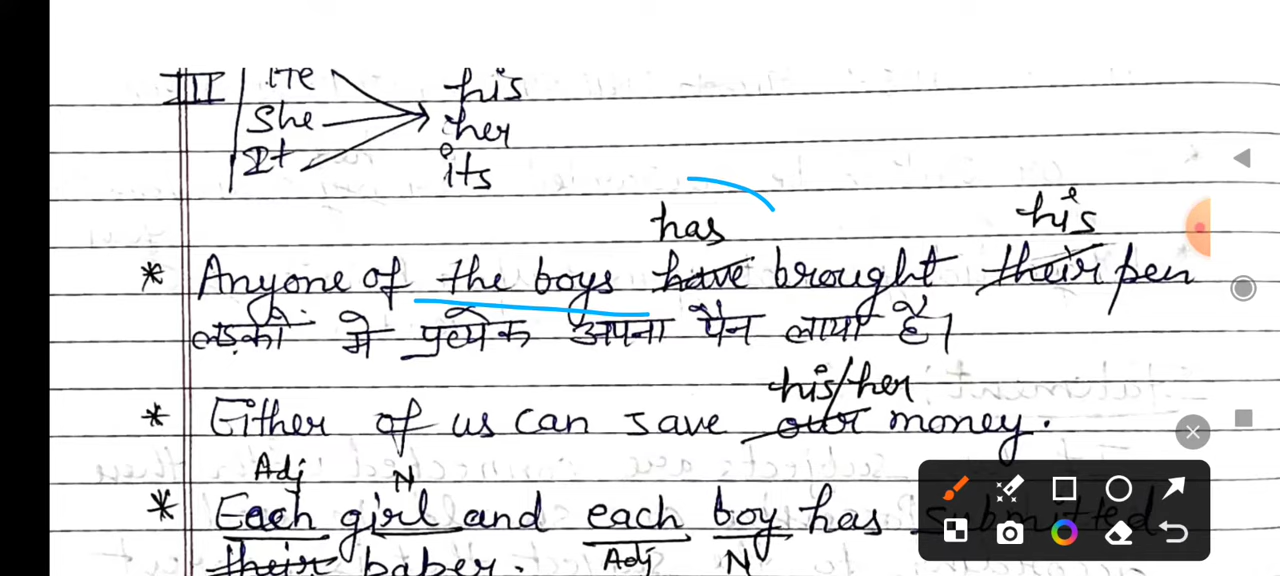 III He his
She her
It its
has his
* Anyone of the boys have brought their pen
लड़कों में प्रत्येक अपना पैन लाया है।
his/her
* Either of us can save our money.
Adj N
* Each girl and each boy has submitted
their paper. Adj N